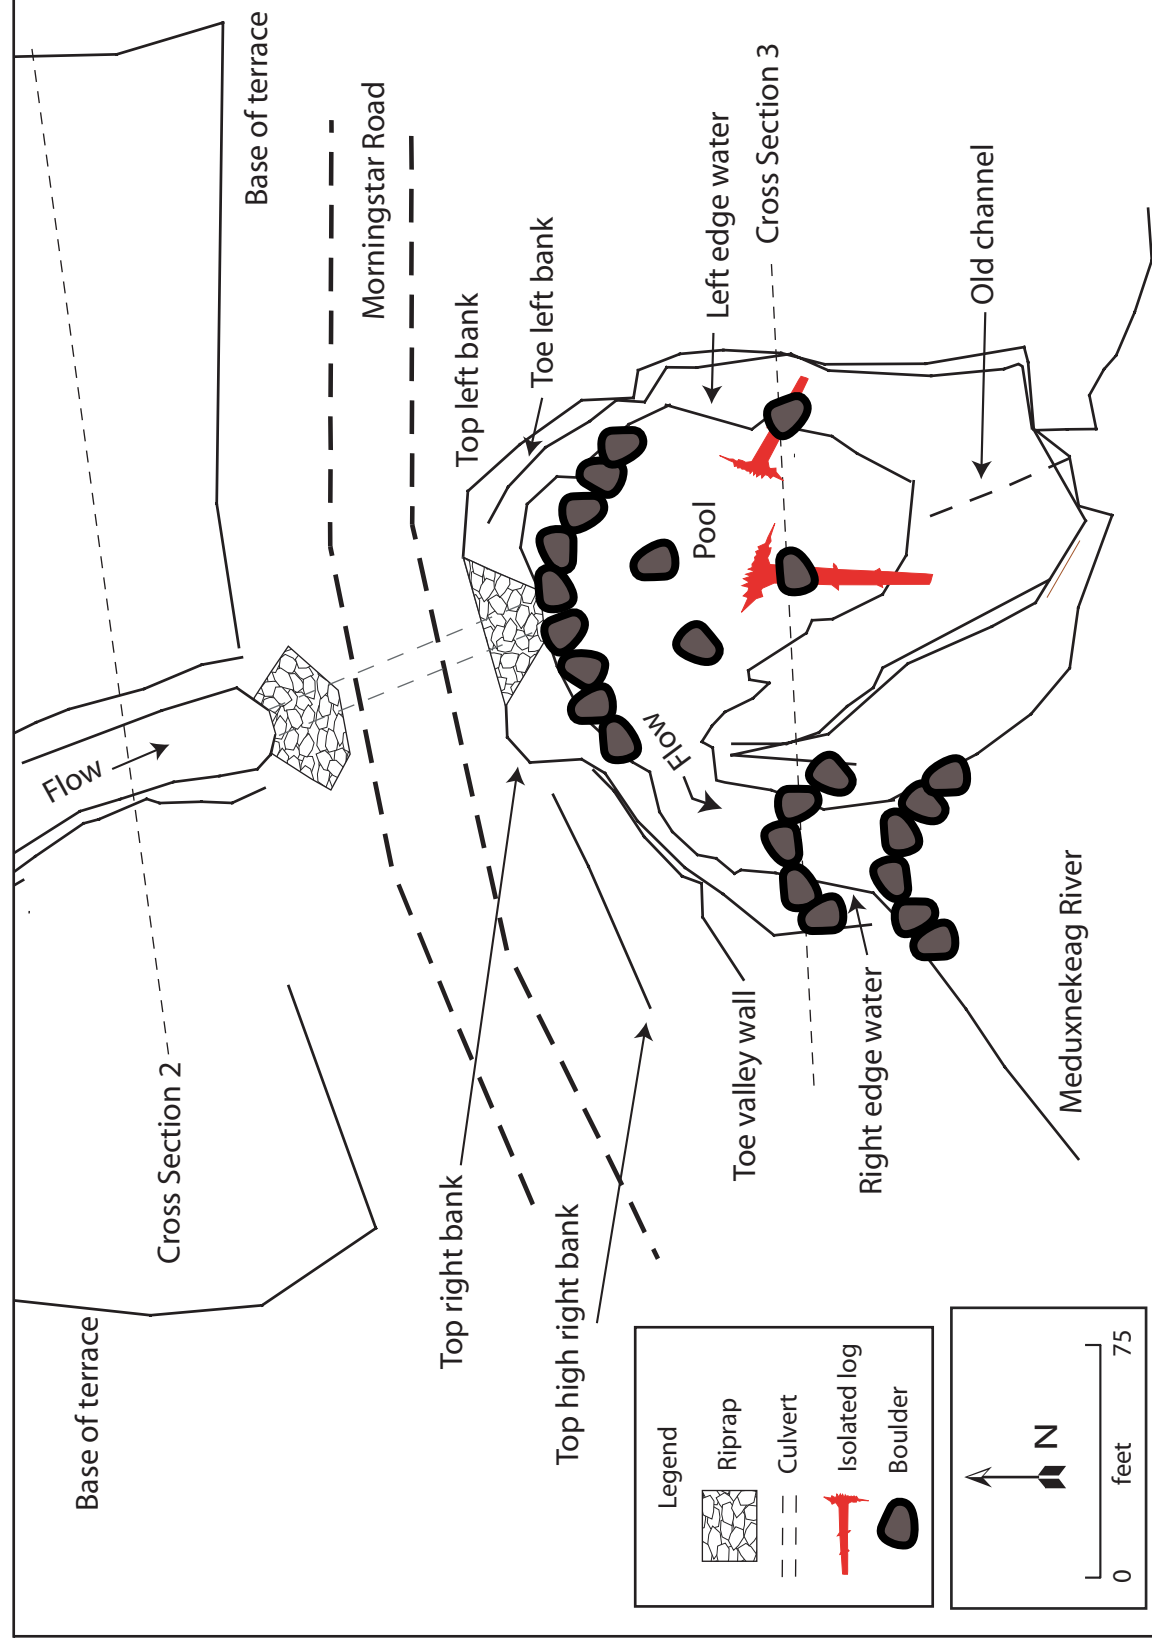 Base of terrace
Morningstar Road
Top left bank
Toe left bank
Left edge water
Cross Section 3
Old channel
Flow
Pool
Flow
Cross Section 2
Base of terrace
Top right bank
Top high right bank
Toe valley wall
Right edge water
Meduxnekeag River
Legend
Riprap
Culvert
Isolated log
Boulder
N
0 feet 75